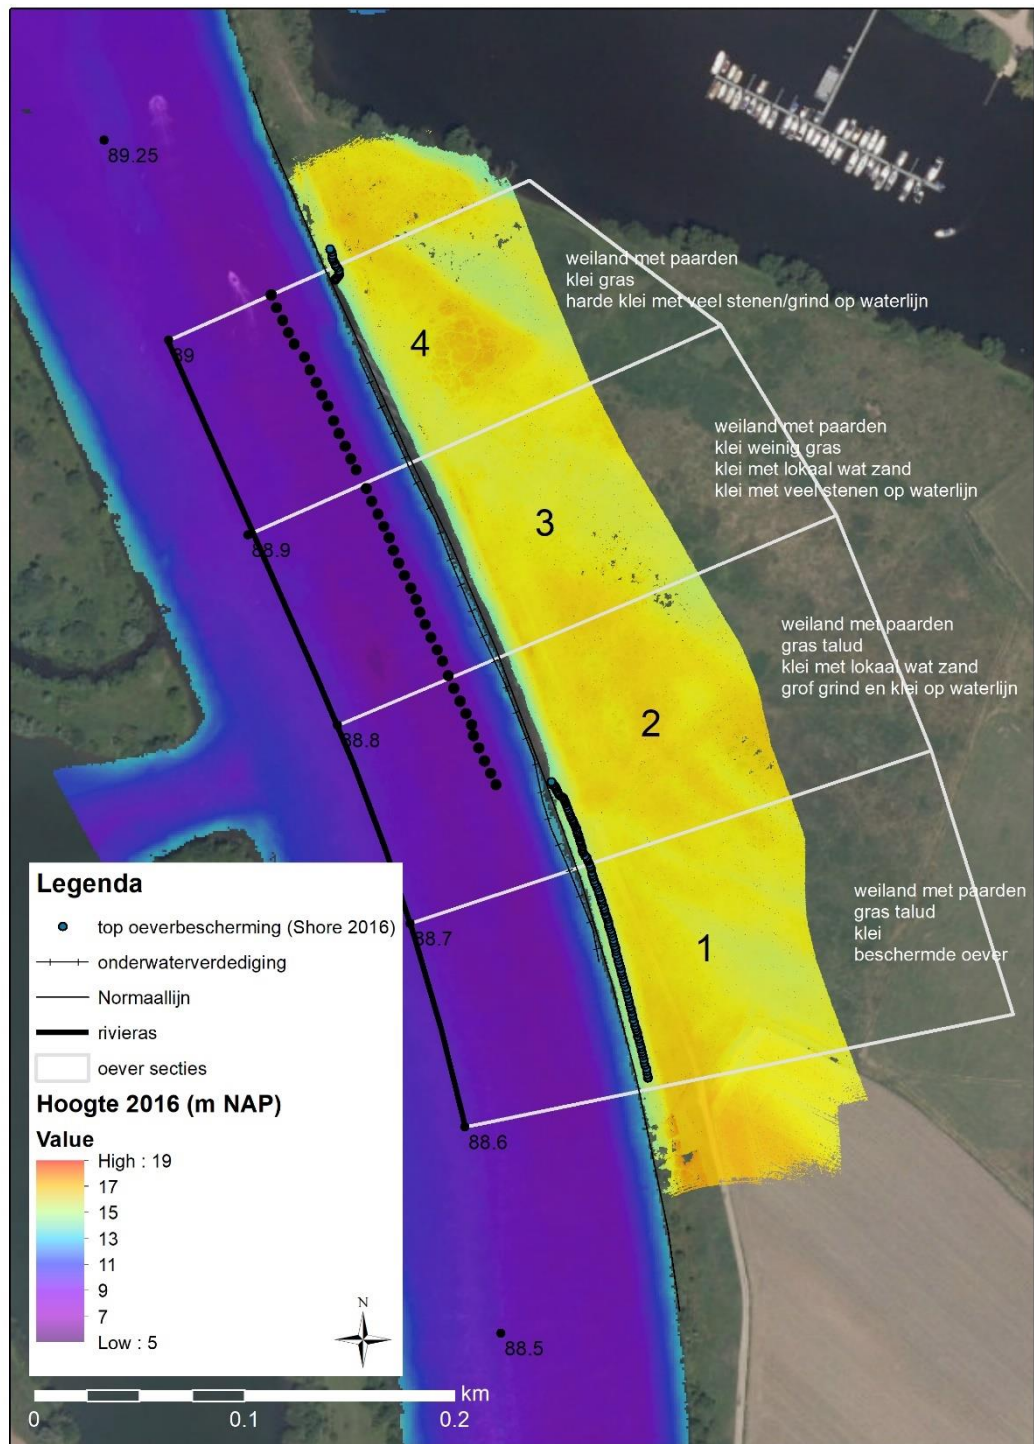 89.25
weiland met paarden
klei gras
harde klei met veel stenen/grind op waterlijn
4
89
weiland met paarden
klei weinig gras
klei met lokaal wat zand
klei met veel stenen op waterlijn
3
88.9
weiland met paarden
gras talud
klei met lokaal wat zand
grof grind en klei op waterlijn
2
88.8
weiland met paarden
gras talud
klei
beschermde oever
1
88.7
88.6
88.5
Legenda
top oeverbescherming (Shore 2016)
onderwaterverdediging
Normaallijn
rivieras
oever secties
Hoogte 2016 (m NAP)
Value
High : 19
17
15
13
11
9
7
Low : 5
N
km
0 0.1 0.2